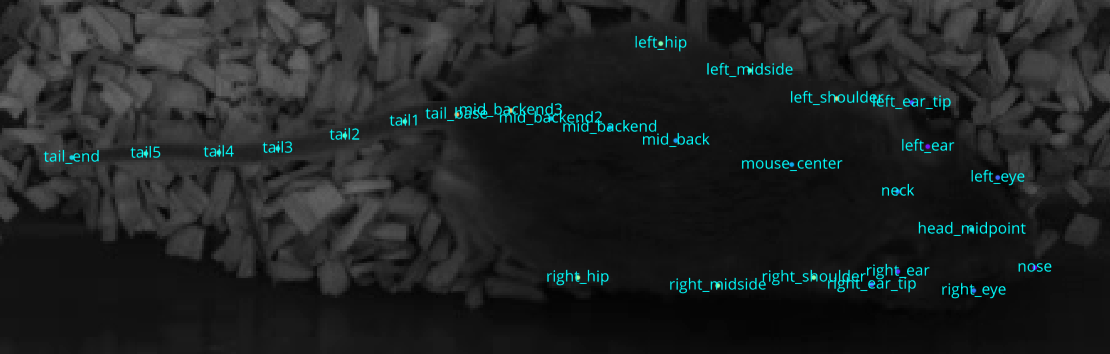 left_hip
left_midside
left_shoulder
left_ear_tip
mid_backend3
tail_base
mid_backend2
tail1
mid_backend
tail2
mid_back
left_ear
tail3
tail4
tail5
tail_end
mouse_center
left_eye
neck
head_midpoint
nose
right_ear
right_hip
right_shoulder
right_midside
right_ear_tip
right_eye